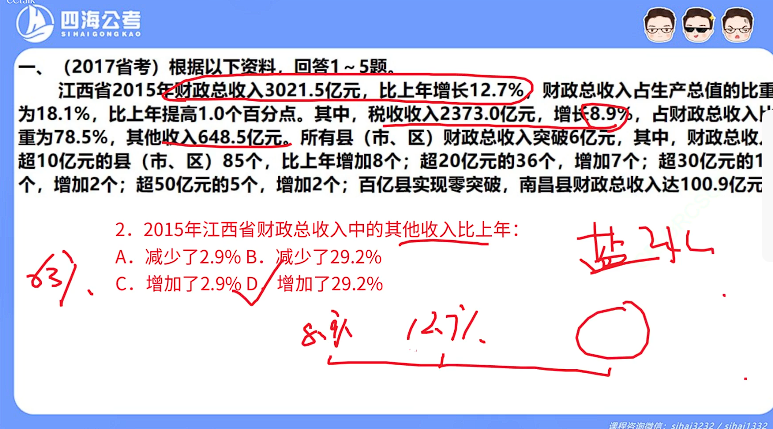 CCtalk
四海公考
SIHAIGONGKAO
一、（2017省考）根据以下资料，回答1～5题。
江西省2015年财政总收入3021.5亿元，比上年增长12.7%，财政总收入占生产总值的比重
为18.1%，比上年提高1.0个百分点。其中，税收收入2373.0亿元，增长8.9%，占财政总收入
重为78.5%，其他收入648.5亿元。所有县（市、区）财政总收入突破6亿元，其中，财政总收
超10亿元的县（市、区）85个，比上年增加8个；超20亿元的36个，增加7个；超30亿元的1
个，增加2个；超50亿元的5个，增加2个；百亿县实现零突破，南昌县财政总收入达100.9亿元
2．2015年江西省财政总收入中的其他收入比上年：
A．减少了2.9% B．减少了29.2%
C．增加了2.9% D．增加了29.2%
盐水
8.9% 12.7%
课程咨询微信：sihai3232 / sihai1332